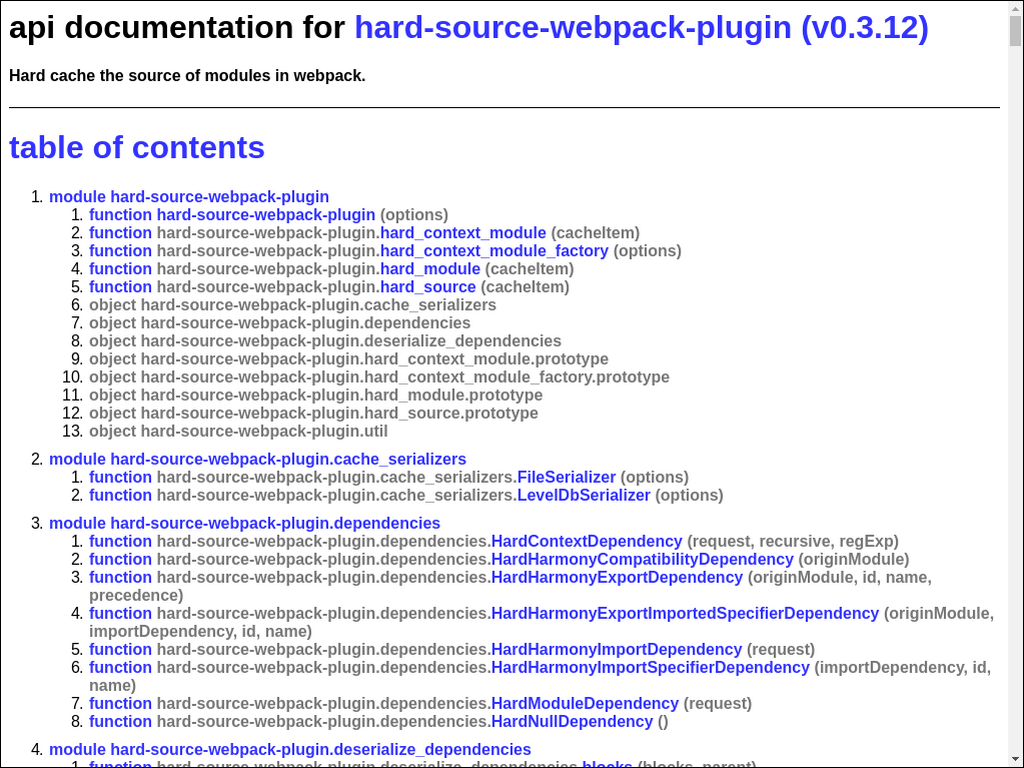 api documentation for hard-source-webpack-plugin (v0.3.12)
Hard cache the source of modules in webpack.
table of contents
1. module hard-source-webpack-plugin
1. function hard-source-webpack-plugin (options)
2. function hard-source-webpack-plugin.hard_context_module (cacheItem)
3. function hard-source-webpack-plugin.hard_context_module_factory (options)
4. function hard-source-webpack-plugin.hard_module (cacheItem)
5. function hard-source-webpack-plugin.hard_source (cacheItem)
6. object hard-source-webpack-plugin.cache_serializers
7. object hard-source-webpack-plugin.dependencies
8. object hard-source-webpack-plugin.deserialize_dependencies
9. object hard-source-webpack-plugin.hard_context_module.prototype
10. object hard-source-webpack-plugin.hard_context_module_factory.prototype
11. object hard-source-webpack-plugin.hard_module.prototype
12. object hard-source-webpack-plugin.hard_source.prototype
13. object hard-source-webpack-plugin.util
2. module hard-source-webpack-plugin.cache_serializers
1. function hard-source-webpack-plugin.cache_serializers.FileSerializer (options)
2. function hard-source-webpack-plugin.cache_serializers.LevelDbSerializer (options)
3. module hard-source-webpack-plugin.dependencies
1. function hard-source-webpack-plugin.dependencies.HardContextDependency (request, recursive, regExp)
2. function hard-source-webpack-plugin.dependencies.HardHarmonyCompatibilityDependency (originModule)
3. function hard-source-webpack-plugin.dependencies.HardHarmonyExportDependency (originModule, id, name,
precedence)
4. function hard-source-webpack-plugin.dependencies.HardHarmonyExportImportedSpecifierDependency (originModule,
importDependency, id, name)
5. function hard-source-webpack-plugin.dependencies.HardHarmonyImportDependency (request)
6. function hard-source-webpack-plugin.dependencies.HardHarmonyImportSpecifierDependency (importDependency, id,
name)
7. function hard-source-webpack-plugin.dependencies.HardModuleDependency (request)
8. function hard-source-webpack-plugin.dependencies.HardNullDependency ()
4. module hard-source-webpack-plugin.deserialize_dependencies
1. function hard-source-webpack-plugin.deserialize_dependencies.blocks (blocks, parent)